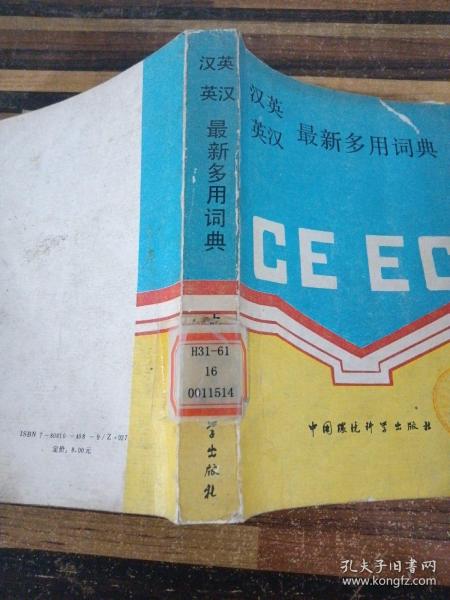 汉英
英汉
最新多用词典
H31-61
16
0011514
学出版社
汉英
英汉 最新多用词典
CE EC
中国环境科学出版社
定价：8.00元
孔夫子旧书网
www.kongfz.com